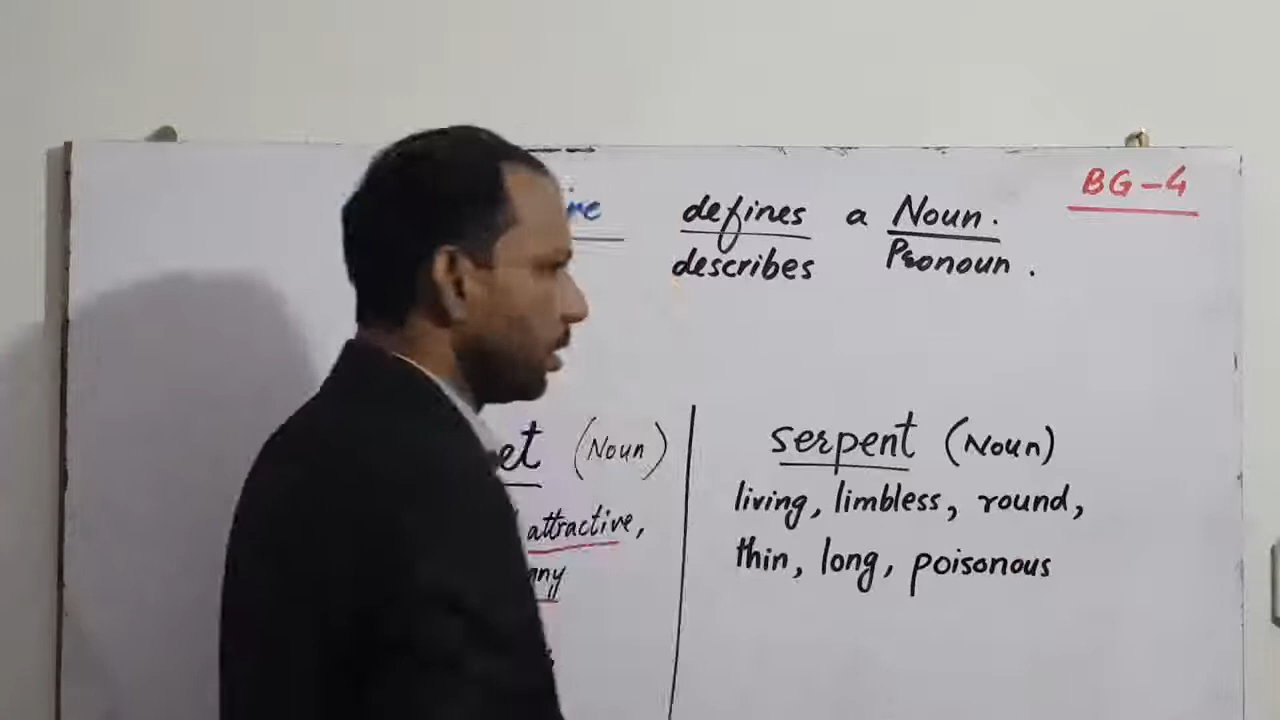 BG-4
defines a Noun.
describes Pronoun.
(Noun)
attractive,
serpent (Noun)
living, limbless, round,
thin, long, poisonous